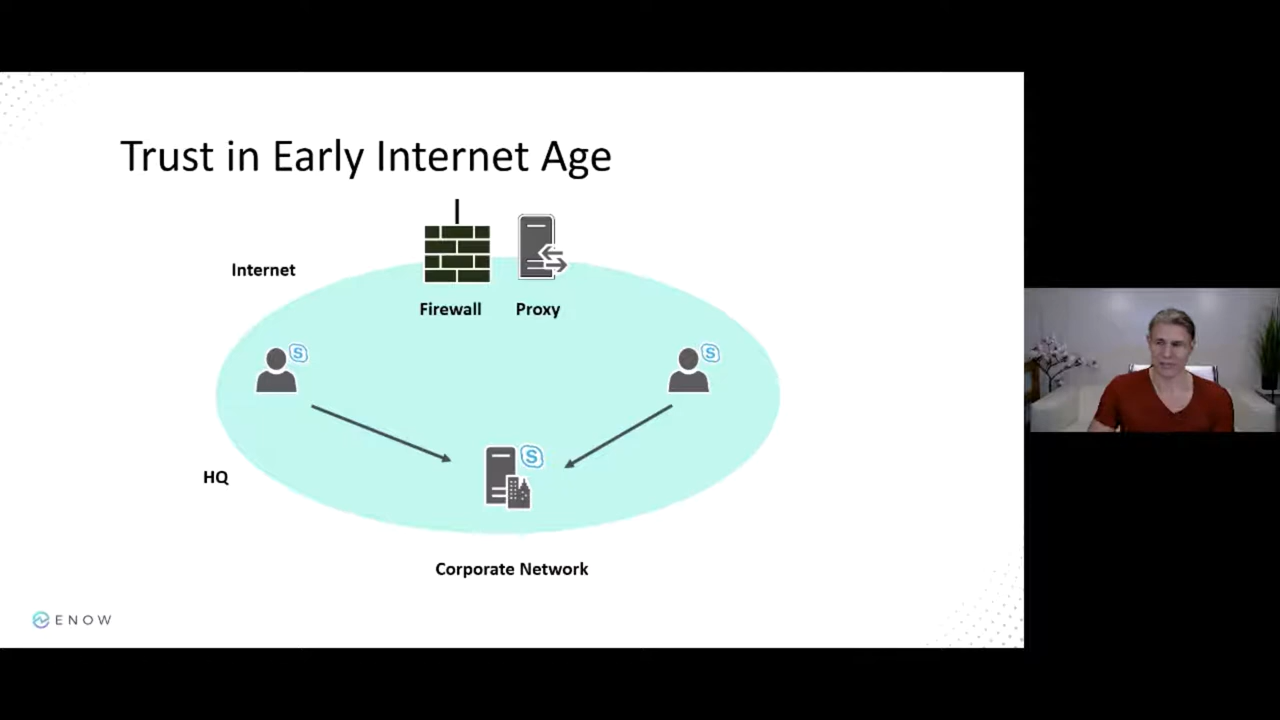 Trust in Early Internet Age
Internet
Firewall
Proxy
S
S
HQ
S
Corporate Network
ENOW